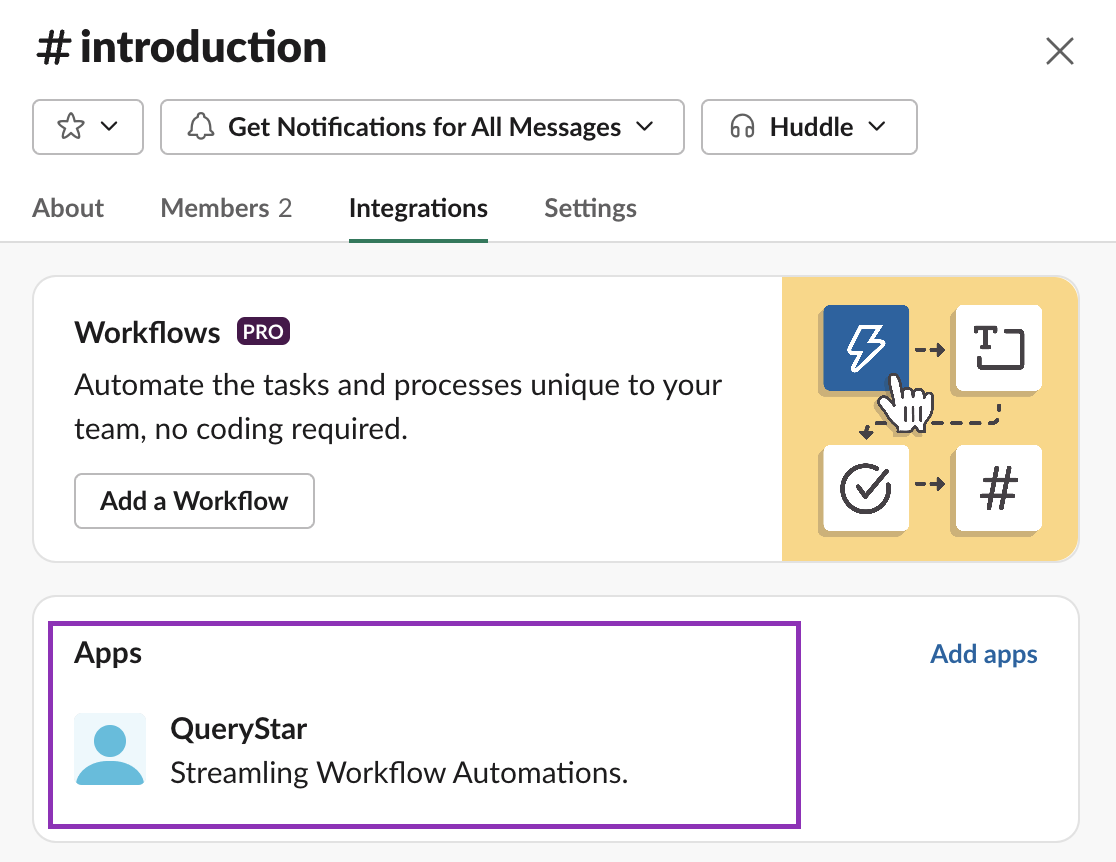 # introduction
Get Notifications for All Messages
Huddle
About
Members 2
Integrations
Settings
Workflows PRO
Automate the tasks and processes unique to your
team, no coding required.
Add a Workflow
T
#
Apps
Add apps
QueryStar
Streamling Workflow Automations.